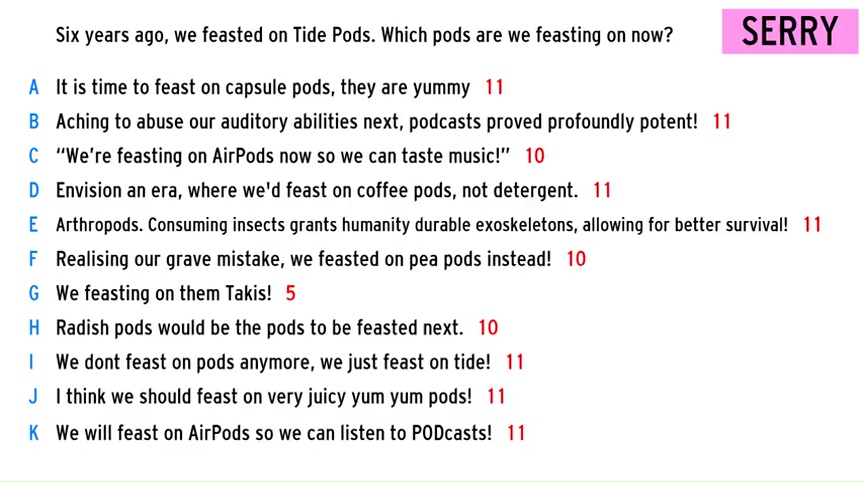 Six years ago, we feasted on Tide Pods. Which pods are we feasting on now?
SERRY
A It is time to feast on capsule pods, they are yummy 11
B Aching to abuse our auditory abilities next, podcasts proved profoundly potent! 11
C “We’re feasting on AirPods now so we can taste music!” 10
D Envision an era, where we'd feast on coffee pods, not detergent. 11
E Arthropods. Consuming insects grants humanity durable exoskeletons, allowing for better survival! 11
F Realising our grave mistake, we feasted on pea pods instead! 10
G We feasting on them Takis! 5
H Radish pods would be the pods to be feasted next. 10
I We dont feast on pods anymore, we just feast on tide! 11
J I think we should feast on very juicy yum yum pods! 11
K We will feast on AirPods so we can listen to PODcasts! 11